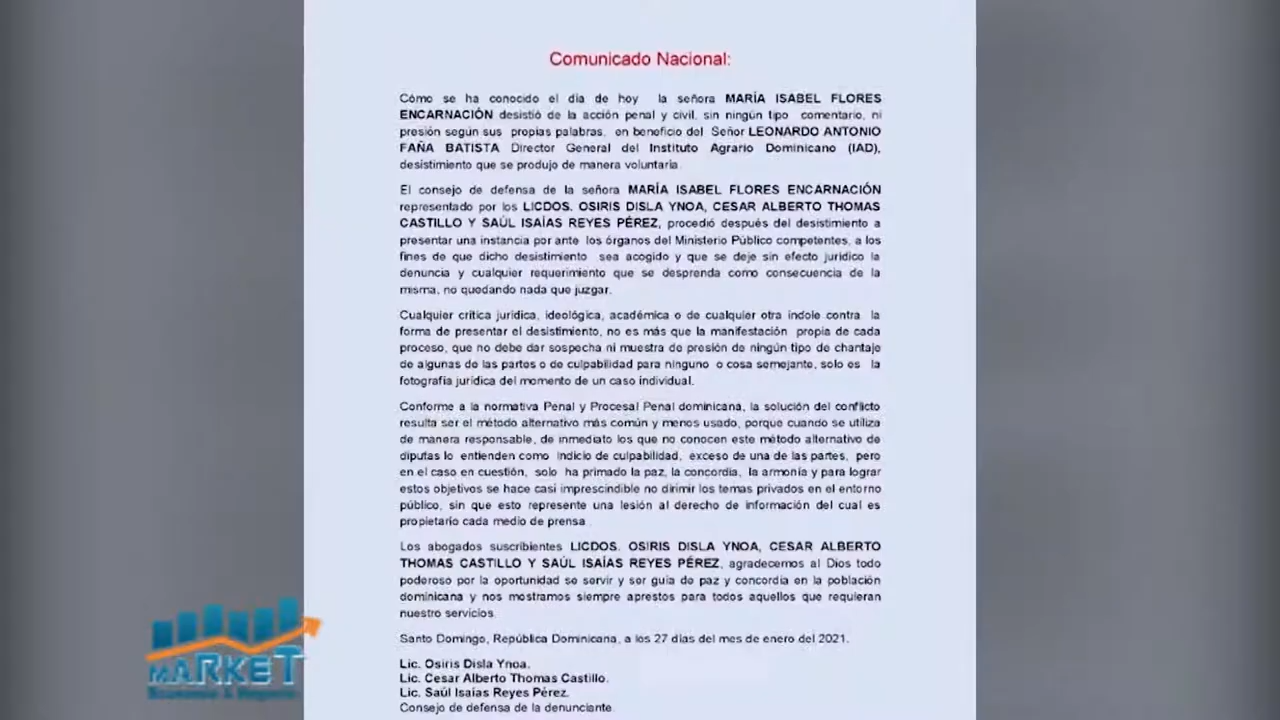 Comunicado Nacional:
Cómo se ha conocido el día de hoy la señora MARÍA ISABEL FLORES
ENCARNACIÓN desistió de la acción penal y civil, sin ningún tipo comentario, ni
presión según sus propias palabras, en beneficio del Señor LEONARDO ANTONIO
FAÑA BATISTA Director General del Instituto Agrario Dominicano (IAD),
desistimiento que se produjo de manera voluntaria.
El consejo de defensa de la señora MARÍA ISABEL FLORES ENCARNACIÓN
representado por los LICDOS. OSIRIS DISLA YNOA, CESAR ALBERTO THOMAS
CASTILLO Y SAÚL ISAÍAS REYES PÉREZ, procedió después del desistimiento a
presentar una instancia por ante los órganos del Ministerio Público competentes, a los
fines de que dicho desistimiento sea acogido y que se deje sin efecto jurídico la
denuncia y cualquier requerimiento que se desprenda como consecuencia de la
misma, no quedando nada que juzgar.
Cualquier crítica jurídica, ideológica, académica o de cualquier otra índole contra la
forma de presentar el desistimiento, no es más que la manifestación propia de cada
proceso, que no debe dar sospecha ni muestra de presión de ningún tipo de chantaje
de algunas de las partes o de culpabilidad para ninguno o cosa semejante, solo es la
fotografía jurídica del momento de un caso individual.
Conforme a la normativa Penal y Procesal Penal dominicana, la solución del conflicto
resulta ser el método alternativo más común y menos usado, porque cuando se utiliza
de manera responsable, de inmediato los que no conocen este método alternativo de
diputas lo entienden como indicio de culpabilidad, exceso de una de las partes, pero
en el caso en cuestión, solo ha primado la paz, la concordia, la armonía y para lograr
estos objetivos se hace casi imprescindible no dirimir los temas privados en el entorno
público, sin que esto represente una lesión al derecho de información del cual es
propietario cada medio de prensa.
Los abogados suscribientes LICDOS. OSIRIS DISLA YNOA, CESAR ALBERTO
THOMAS CASTILLO Y SAÚL ISAÍAS REYES PÉREZ, agradecemos al Dios todo
poderoso por la oportunidad se servir y ser guía de paz y concordia en la población
dominicana y nos mostramos siempre aprestos para todos aquellos que requieran
nuestro servicios.
Santo Domingo, República Dominicana, a los 27 días del mes de enero del 2021.
Lic. Osiris Disla Ynoa.
Lic. Cesar Alberto Thomas Castillo.
Lic. Saúl Isaías Reyes Pérez.
Consejo de defensa de la denunciante.
MARKET
Economía & Negocio